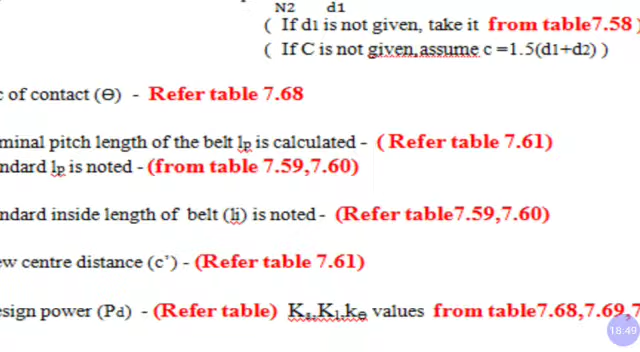 N2 d1
( If d1 is not given, take it from table7.58 )
( If C is not given,assume c =1.5(d1+d2) )
c of contact (Θ) - Refer table 7.68
minal pitch length of the belt lp is calculated - ( Refer table 7.61)
ndard lp is noted - (from table 7.59,7.60)
ndard inside length of belt (li) is noted - (Refer table7.59,7.60)
ew centre distance (c’) - (Refer table 7.61)
esign power (Pd) - (Refer table) Ks,Kl,kΘ values from table7.68,7.69,7
18:49